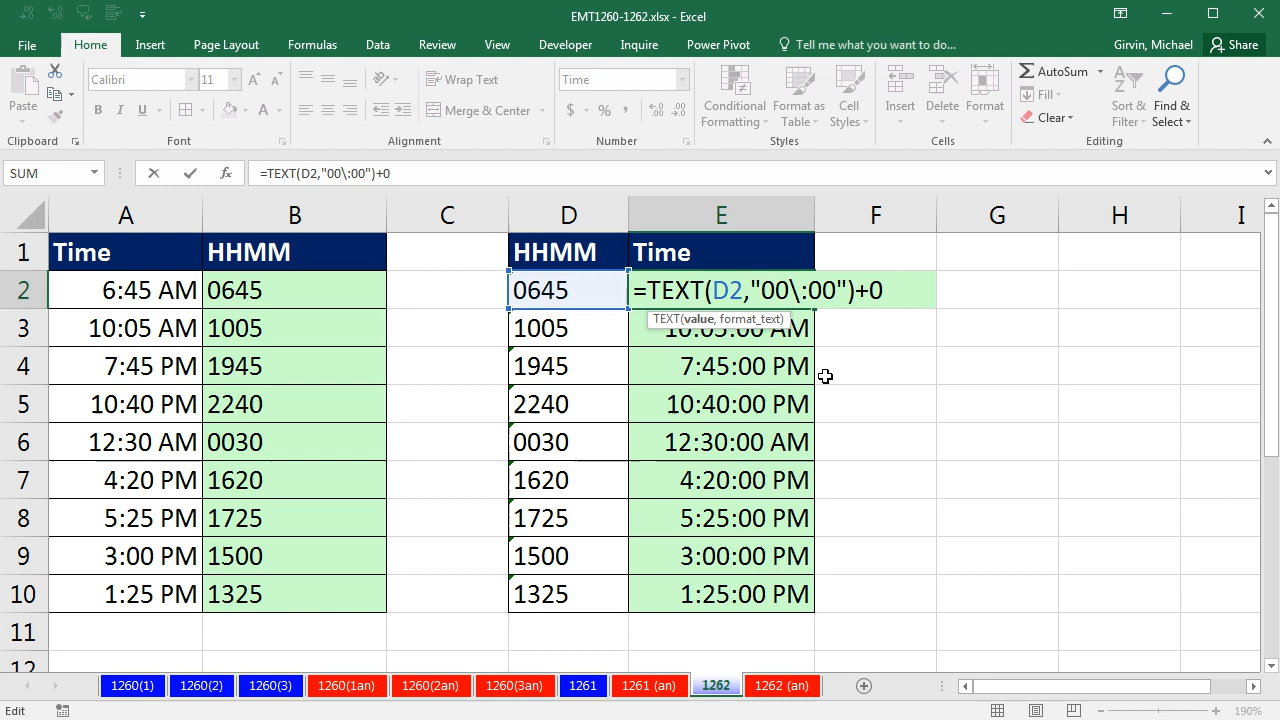 EMT1260-1262.xlsx - Excel
File Home Insert Page Layout Formulas Data Review View Developer Inquire Power Pivot Tell me what you want to do... Girvin, Michael Share
Calibri 11 Wrap Text Time AutoSum
Paste B I U Merge & Center $ % , Conditional Formatting Format as Table Cell Styles Insert Delete Format Fill Clear Sort & Filter Find & Select
Clipboard Font Alignment Number Styles Cells Editing
SUM fx =TEXT(D2,"00\:00")+0
A B C D E F G H I
1 Time HHMM HHMM Time
2 6:45 AM 0645 0645 =TEXT(D2,"00\:00")+0
TEXT(value, format_text)
3 10:05 AM 1005 1005 10:05:00 AM
4 7:45 PM 1945 1945 7:45:00 PM
5 10:40 PM 2240 2240 10:40:00 PM
6 12:30 AM 0030 0030 12:30:00 AM
7 4:20 PM 1620 1620 4:20:00 PM
8 5:25 PM 1725 1725 5:25:00 PM
9 3:00 PM 1500 1500 3:00:00 PM
10 1:25 PM 1325 1325 1:25:00 PM
11
12
1260(1) 1260(2) 1260(3) 1260(1an) 1260(2an) 1260(3an) 1261 1261 (an) 1262 1262 (an)
Edit 190%